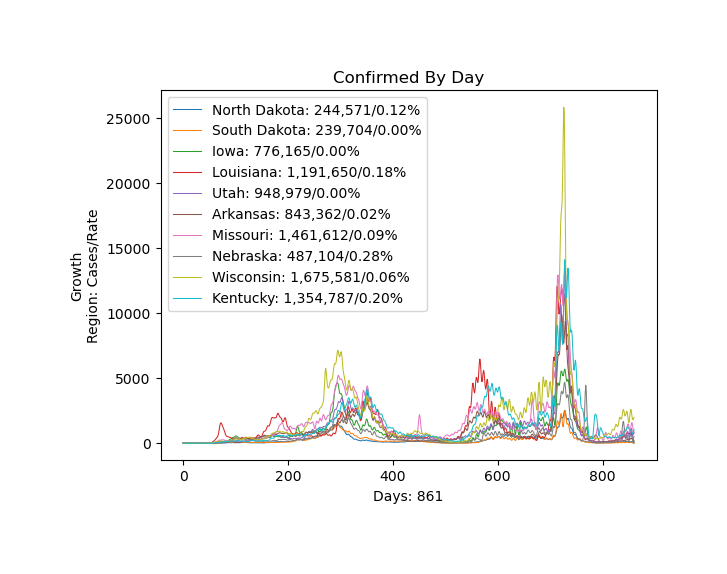 Confirmed By Day
North Dakota: 244,571/0.12%
South Dakota: 239,704/0.00%
Iowa: 776,165/0.00%
Louisiana: 1,191,650/0.18%
Utah: 948,979/0.00%
Arkansas: 843,362/0.02%
Missouri: 1,461,612/0.09%
Nebraska: 487,104/0.28%
Wisconsin: 1,675,581/0.06%
Kentucky: 1,354,787/0.20%
25000
20000
15000
10000
5000
0
Growth
Region: Cases/Rate
0 200 400 600 800
Days: 861